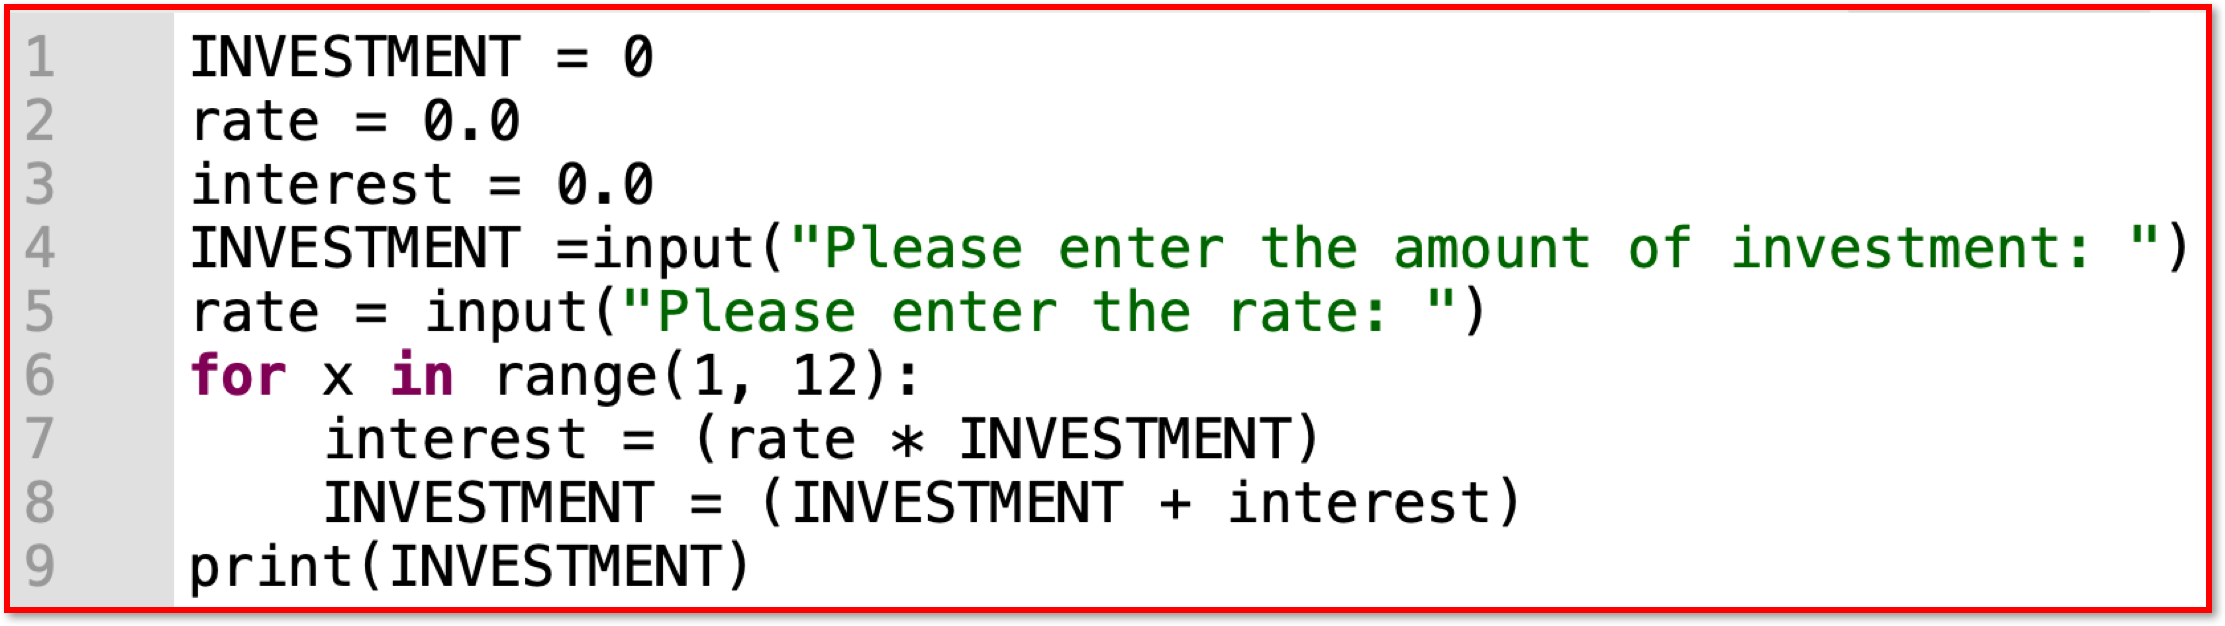 1 INVESTMENT = 0
2 rate = 0.0
3 interest = 0.0
4 INVESTMENT =input("Please enter the amount of investment: ")
5 rate = input("Please enter the rate: ")
6 for x in range(1, 12):
7     interest = (rate * INVESTMENT)
8     INVESTMENT = (INVESTMENT + interest)
9 print(INVESTMENT)